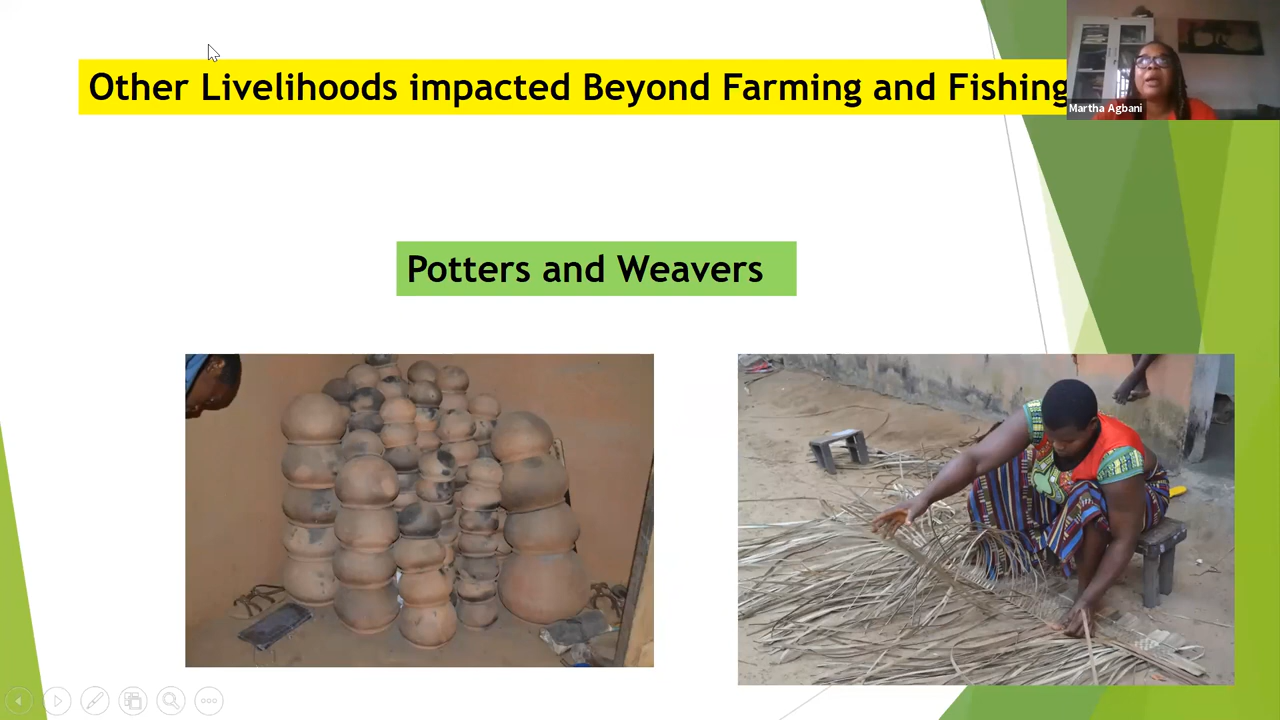 Other Livelihoods impacted Beyond Farming and Fishing
Martha Agbani
Potters and Weavers